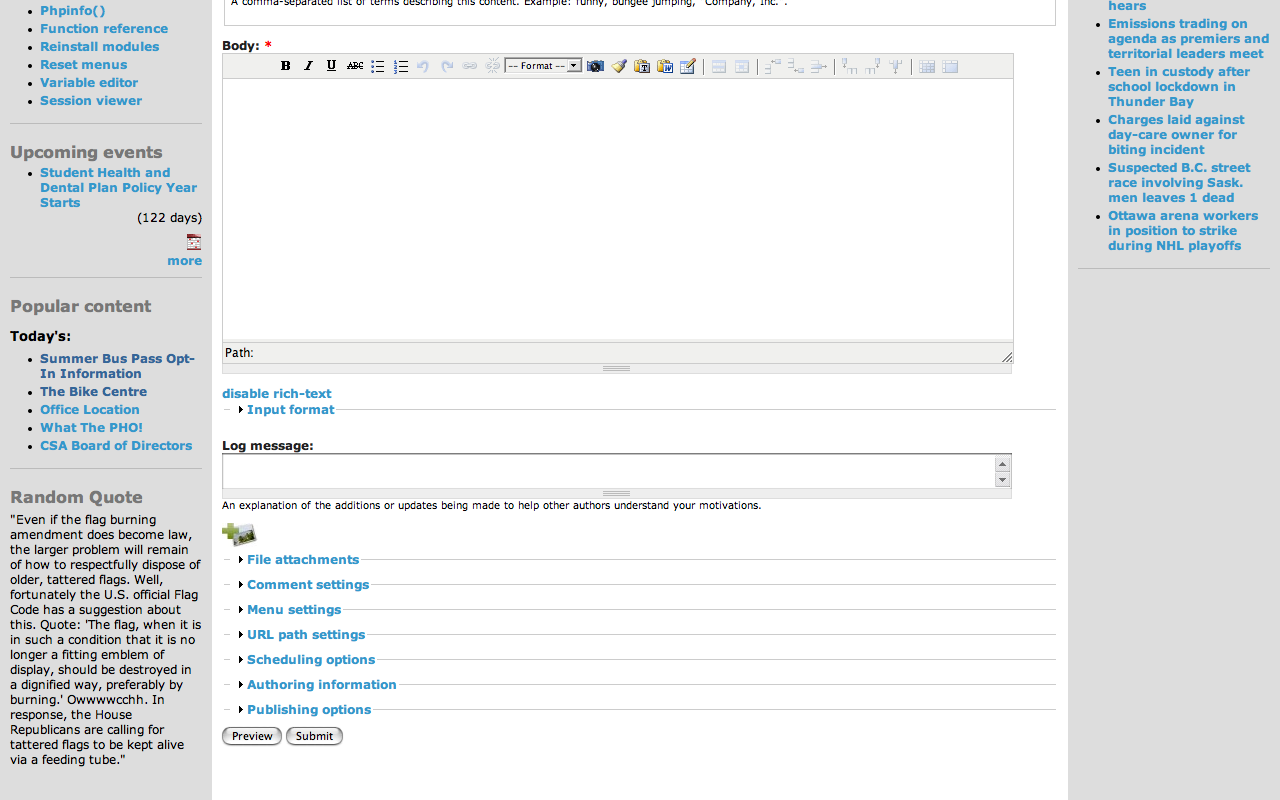 Phpinfo()
Function reference
Reinstall modules
Reset menus
Variable editor
Session viewer
Upcoming events
Student Health and
Dental Plan Policy Year
Starts
(122 days)
more
Popular content
Today's:
Summer Bus Pass Opt-
In Information
The Bike Centre
Office Location
What The PHO!
CSA Board of Directors
Random Quote
"Even if the flag burning
amendment does become law,
the larger problem will remain
of how to respectfully dispose of
older, tattered flags. Well,
fortunately the U.S. official Flag
Code has a suggestion about
this. Quote: 'The flag, when it is
in such a condition that it is no
longer a fitting emblem of
display, should be destroyed in
a dignified way, preferably by
burning.' Owwwwcchh. In
response, the House
Republicans are calling for
tattered flags to be kept alive
via a feeding tube."
A comma-separated list of terms describing this content. Example: funny, bungee jumping, "Company, Inc.".
Body: *
B I U ABC -- Format --
Path:
disable rich-text
Input format
Log message:
An explanation of the additions or updates being made to help other authors understand your motivations.
File attachments
Comment settings
Menu settings
URL path settings
Scheduling options
Authoring information
Publishing options
Preview Submit
hears
Emissions trading on
agenda as premiers and
territorial leaders meet
Teen in custody after
school lockdown in
Thunder Bay
Charges laid against
day-care owner for
biting incident
Suspected B.C. street
race involving Sask.
men leaves 1 dead
Ottawa arena workers
in position to strike
during NHL playoffs